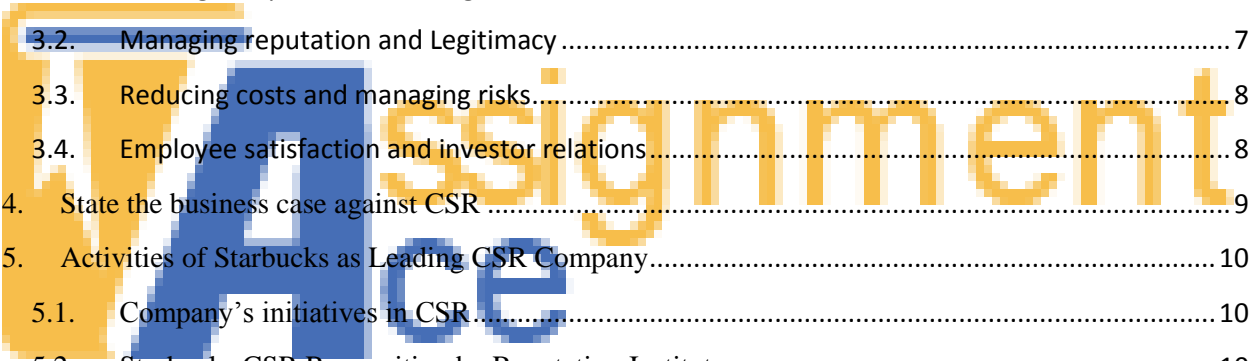 3.2. Managing reputation and Legitimacy 7
3.3. Reducing costs and managing risks 8
3.4. Employee satisfaction and investor relations 8
4. State the business case against CSR 9
5. Activities of Starbucks as Leading CSR Company 10
5.1. Company's initiatives in CSR 10
Assignment
Ace